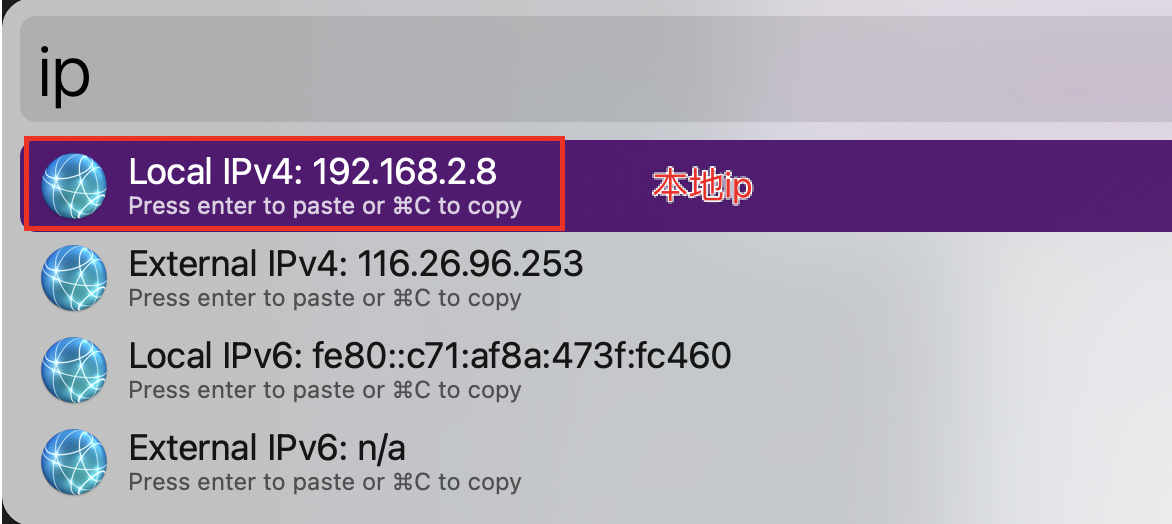 ip
Local IPv4: 192.168.2.8
Press enter to paste or ⌘C to copy
本地ip
External IPv4: 116.26.96.253
Press enter to paste or ⌘C to copy
Local IPv6: fe80::c71:af8a:473f:fc460
Press enter to paste or ⌘C to copy
External IPv6: n/a
Press enter to paste or ⌘C to copy